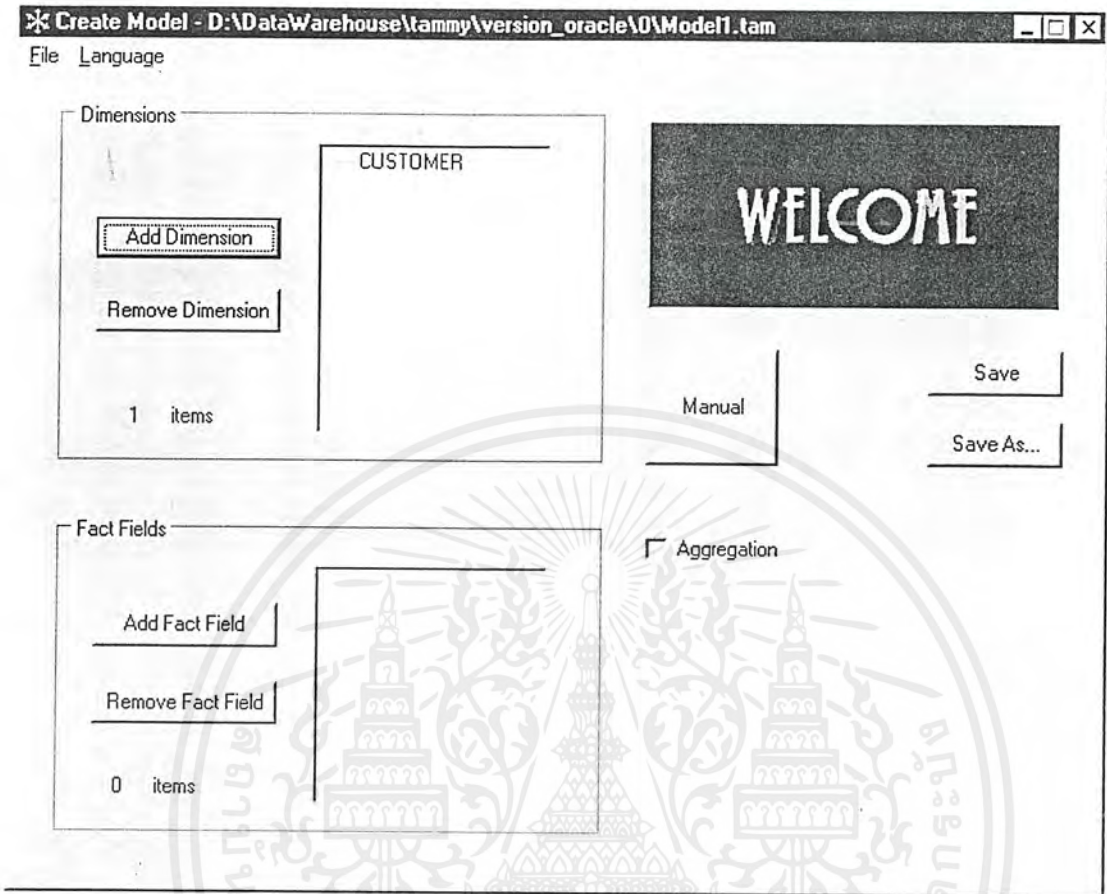 Create Model - D:\DataWarehouse\tammy\version_oracle\0\Model1.tam
File Language
Dimensions
CUSTOMER
Add Dimension
Remove Dimension
1 items
WELCOME
Manual
Save
Save As...
Fact Fields
Add Fact Field
Remove Fact Field
0 items
Aggregation